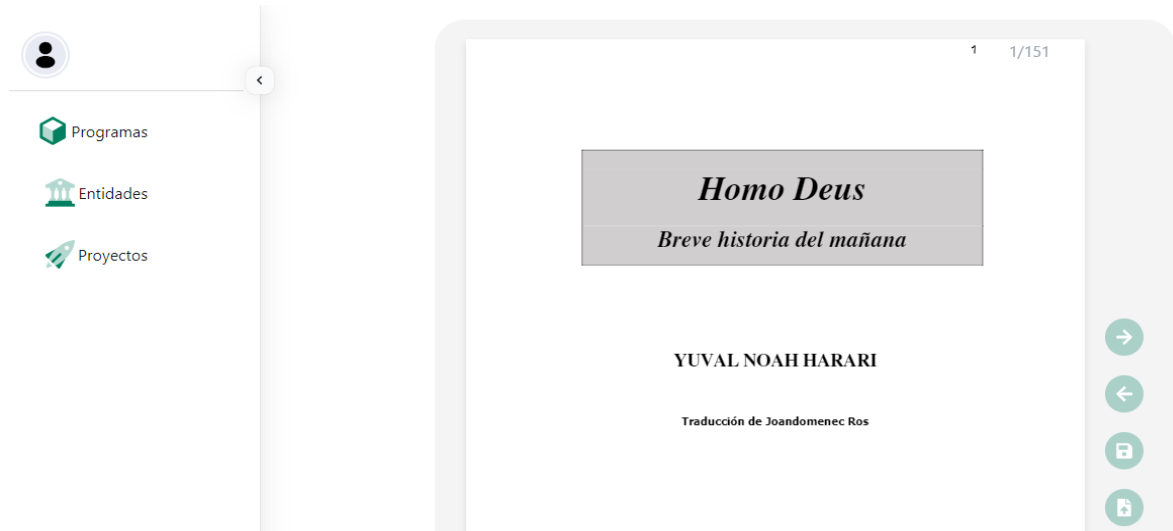 Programas
Entidades
Proyectos
1 1/151
Homo Deus
Breve historia del mañana
YUVAL NOAH HARARI
Traducción de Joandomenec Ros